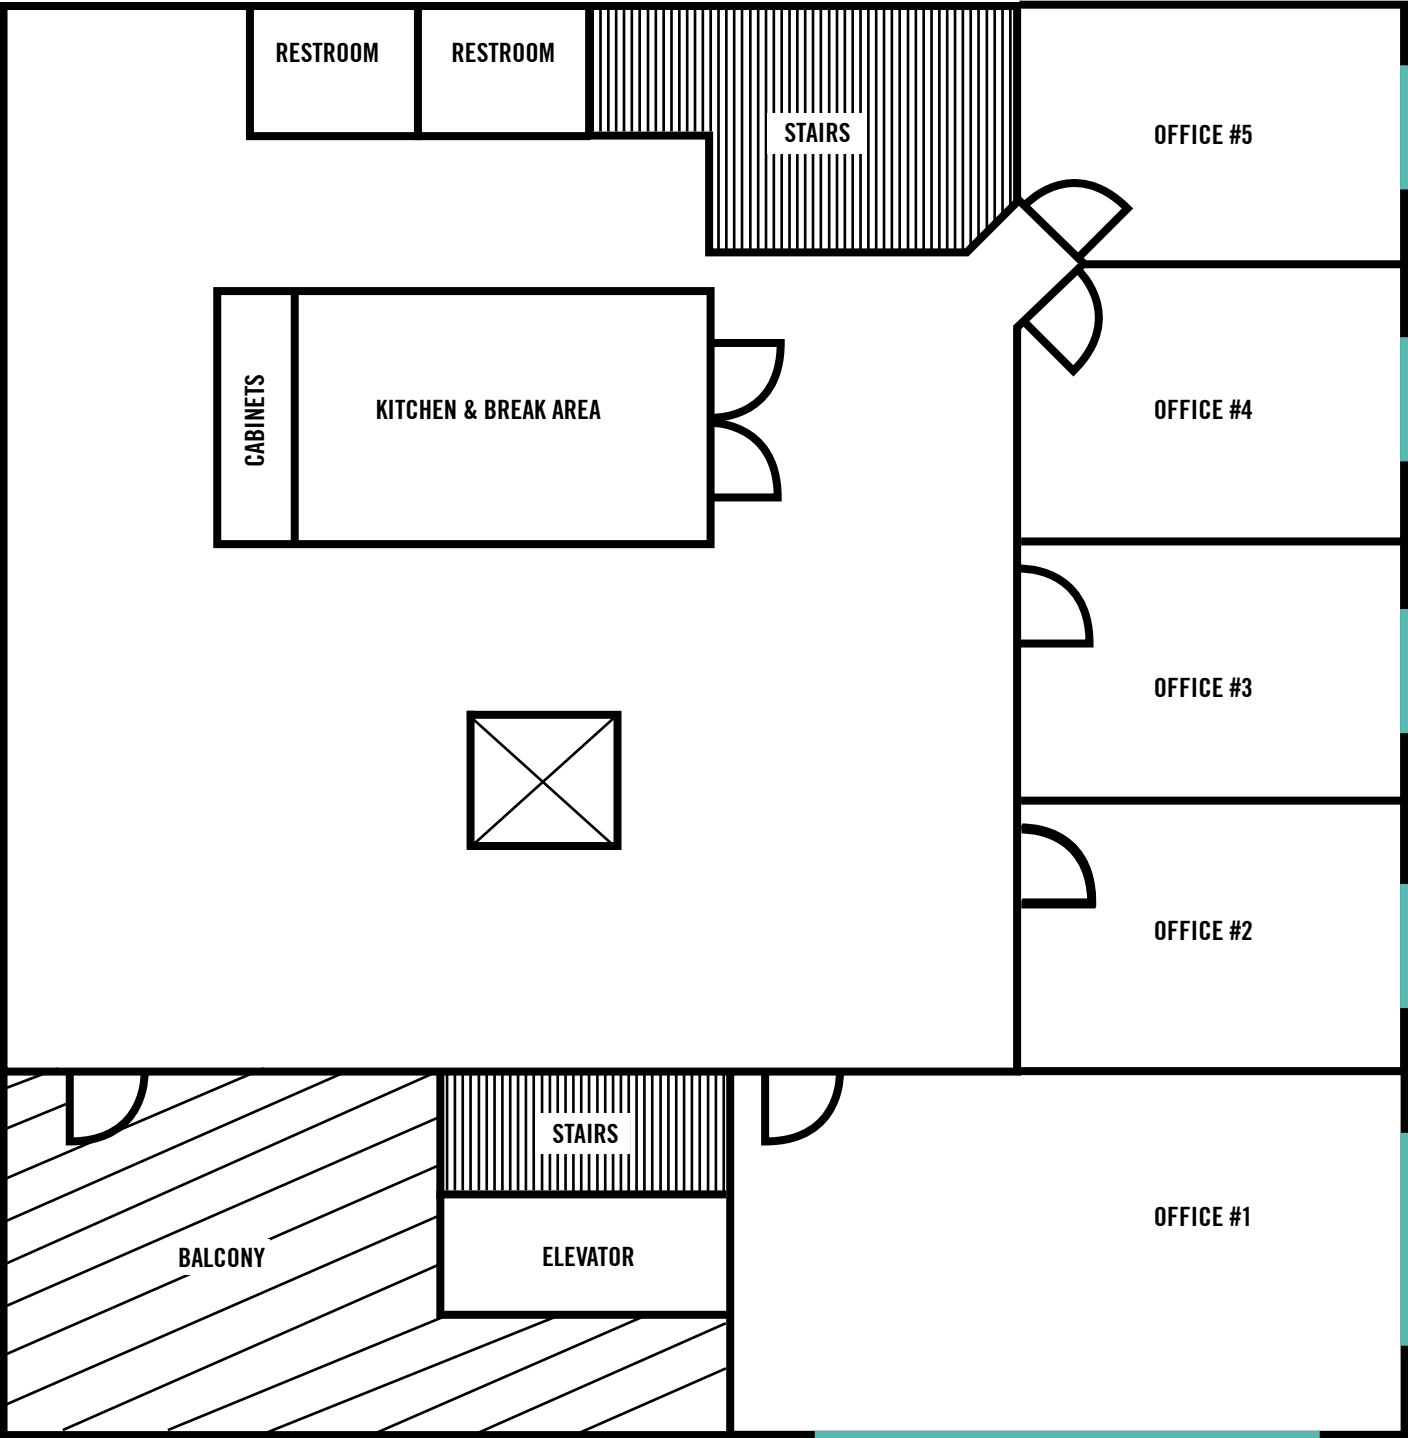 RESTROOM
RESTROOM
STAIRS
OFFICE #5
CABINETS
KITCHEN & BREAK AREA
OFFICE #4
OFFICE #3
OFFICE #2
STAIRS
OFFICE #1
BALCONY
ELEVATOR